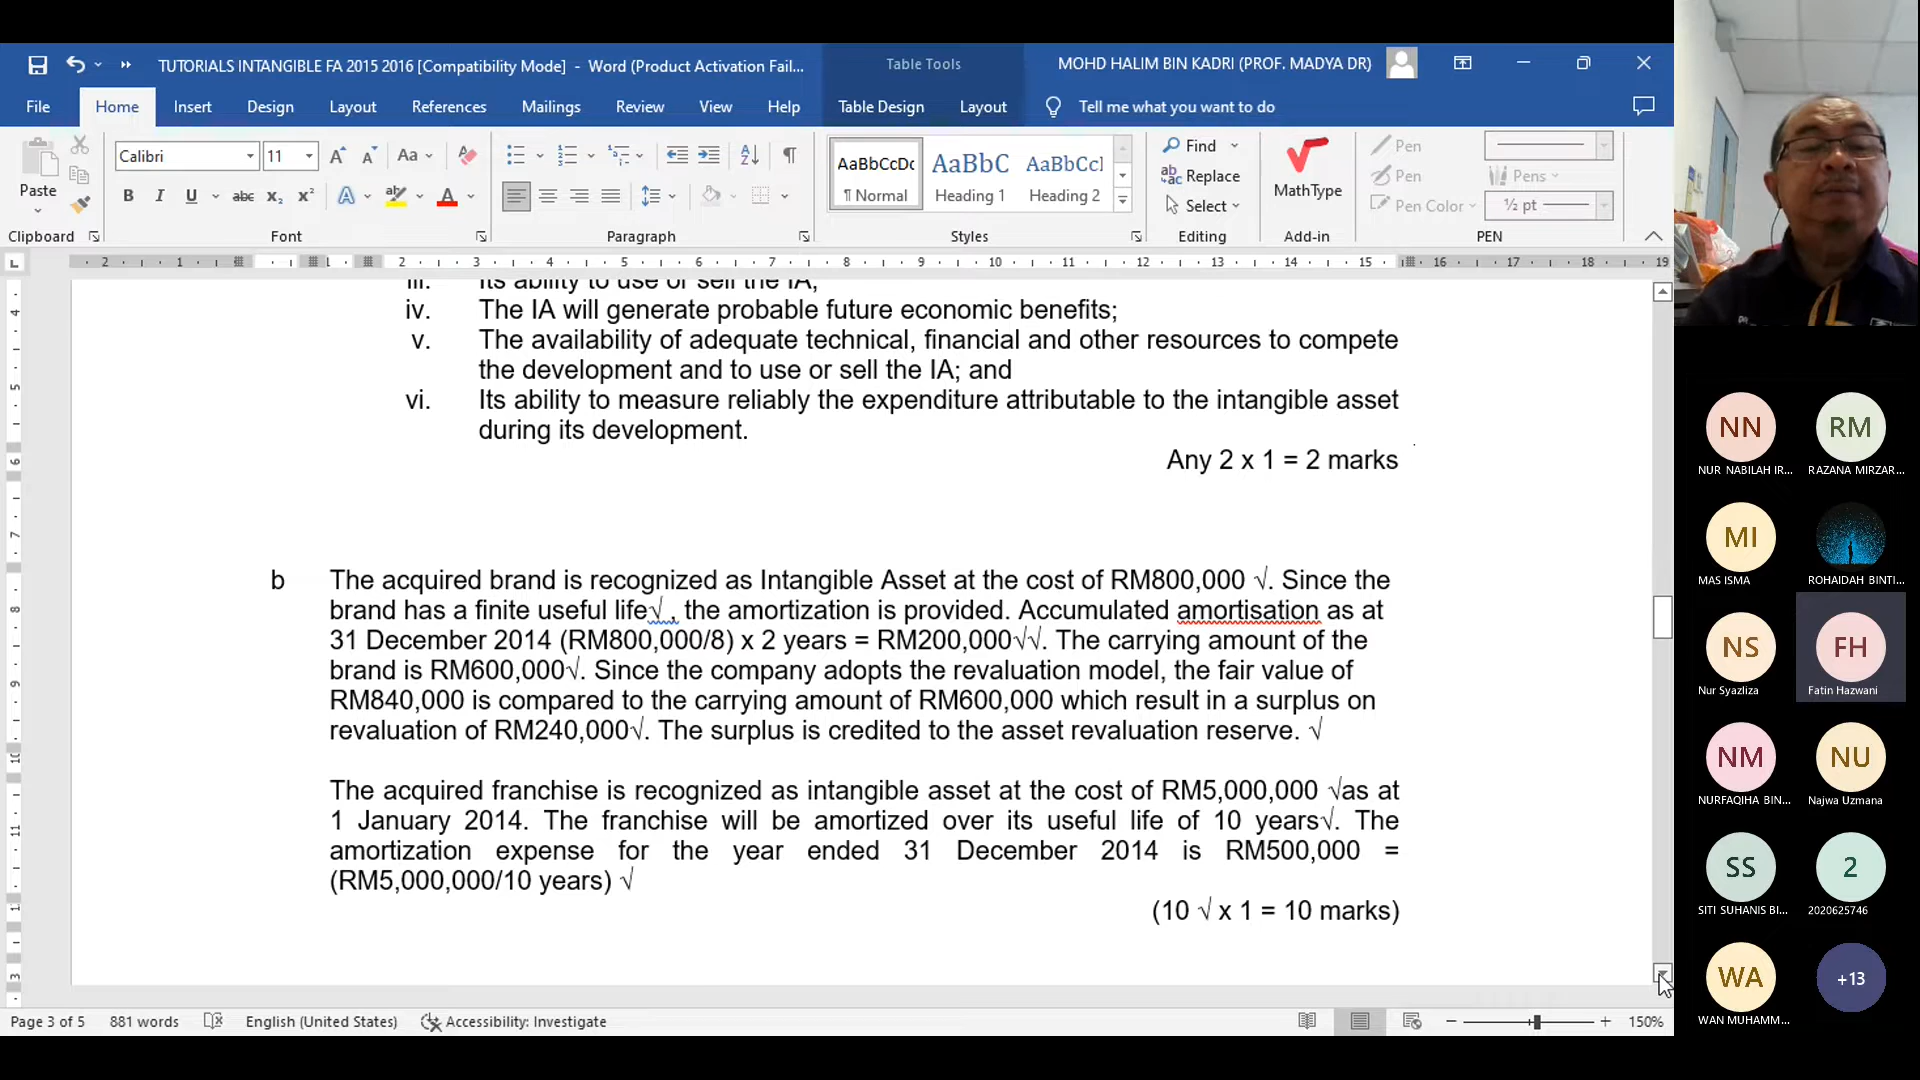 TUTORIALS INTANGIBLE FA 2015 2016 [Compatibility Mode] - Word (Product Activation Fail...
Table Tools
MOHD HALIM BIN KADRI (PROF. MADYA DR)
File Home Insert Design Layout References Mailings Review View Help Table Design Layout Tell me what you want to do
Paste
Calibri 11
AaBbCcDc AaBbC AaBbCcI
¶ Normal Heading 1 Heading 2
Find
Replace
Select
MathType
Pen
Pen Pens
Pen Color ½ pt
Clipboard Font Paragraph Styles Editing Add-in PEN
iii. Its ability to use or sell the IA;
iv. The IA will generate probable future economic benefits;
v. The availability of adequate technical, financial and other resources to compete
the development and to use or sell the IA; and
vi. Its ability to measure reliably the expenditure attributable to the intangible asset
during its development.
Any 2 x 1 = 2 marks
b The acquired brand is recognized as Intangible Asset at the cost of RM800,000 √. Since the
brand has a finite useful life√ , the amortization is provided. Accumulated amortisation as at
31 December 2014 (RM800,000/8) x 2 years = RM200,000√√. The carrying amount of the
brand is RM600,000√. Since the company adopts the revaluation model, the fair value of
RM840,000 is compared to the carrying amount of RM600,000 which result in a surplus on
revaluation of RM240,000√. The surplus is credited to the asset revaluation reserve. √
The acquired franchise is recognized as intangible asset at the cost of RM5,000,000 √as at
1 January 2014. The franchise will be amortized over its useful life of 10 years√. The
amortization expense for the year ended 31 December 2014 is RM500,000 =
(RM5,000,000/10 years) √
(10 √ x 1 = 10 marks)
Page 3 of 5 881 words English (United States) Accessibility: Investigate 150%
NN RM
NUR NABILAH IR... RAZANA MIRZAR...
MI
MAS ISMA ROHAIDAH BINTI...
NS FH
Nur Syazliza Fatin Hazwani
NM NU
NURFAQIHA BIN... Najwa Uzmana
SS 2
SITI SUHANIS BI... 2020625746
WA +13
WAN MUHAMM...